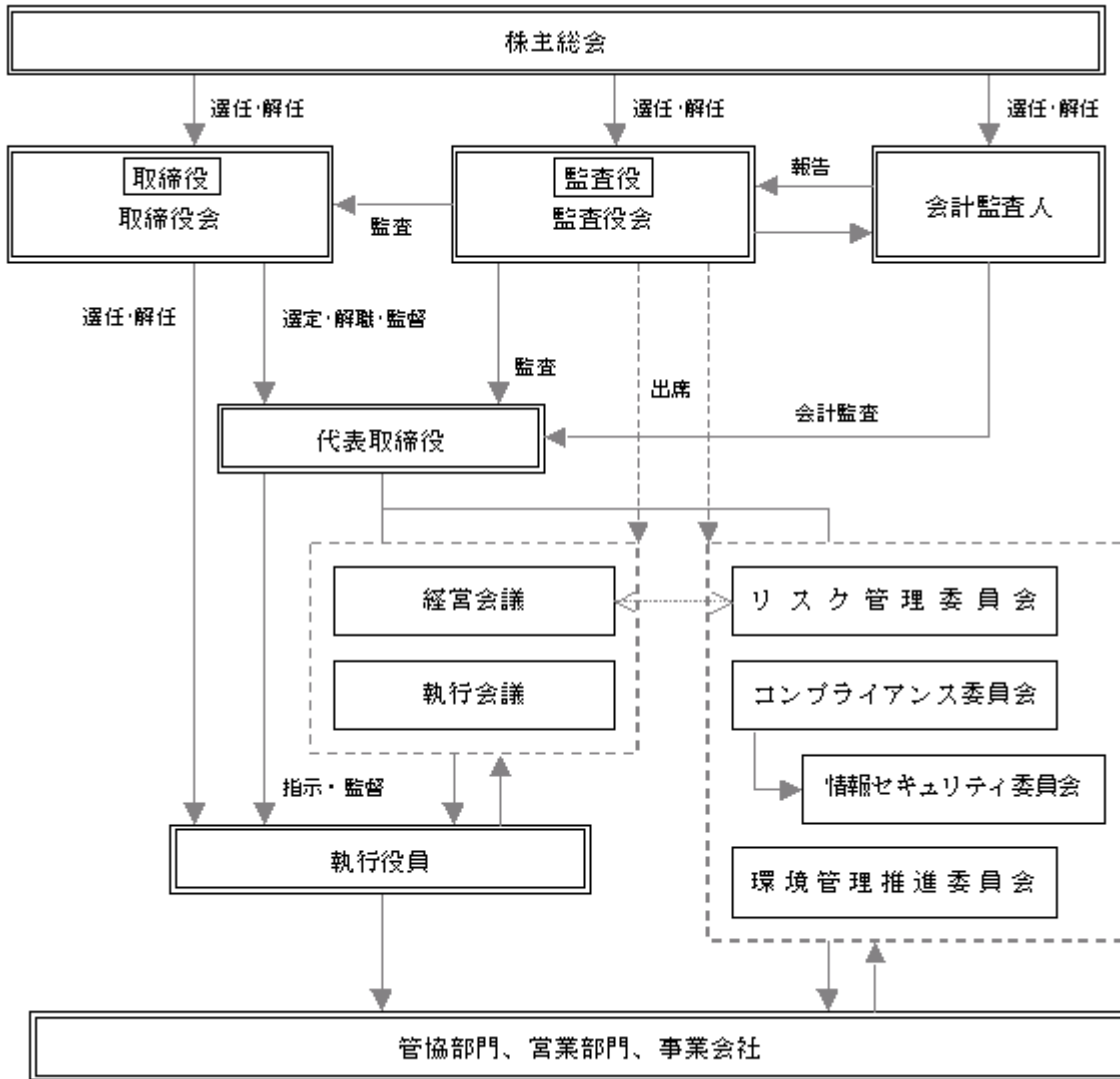 株主総会
選任・解任
選任・解任
選任・解任
取締役
取締役会
監査
監査役
監査役会
報告
会計監査人
選任・解任
選定・解職・監督
監査
出席
会計監査
代表取締役
経営会議
リスク管理委員会
執行会議
コンプライアンス委員会
情報セキュリティ委員会
指示・監督
執行役員
環境管理推進委員会
管協部門、営業部門、事業会社